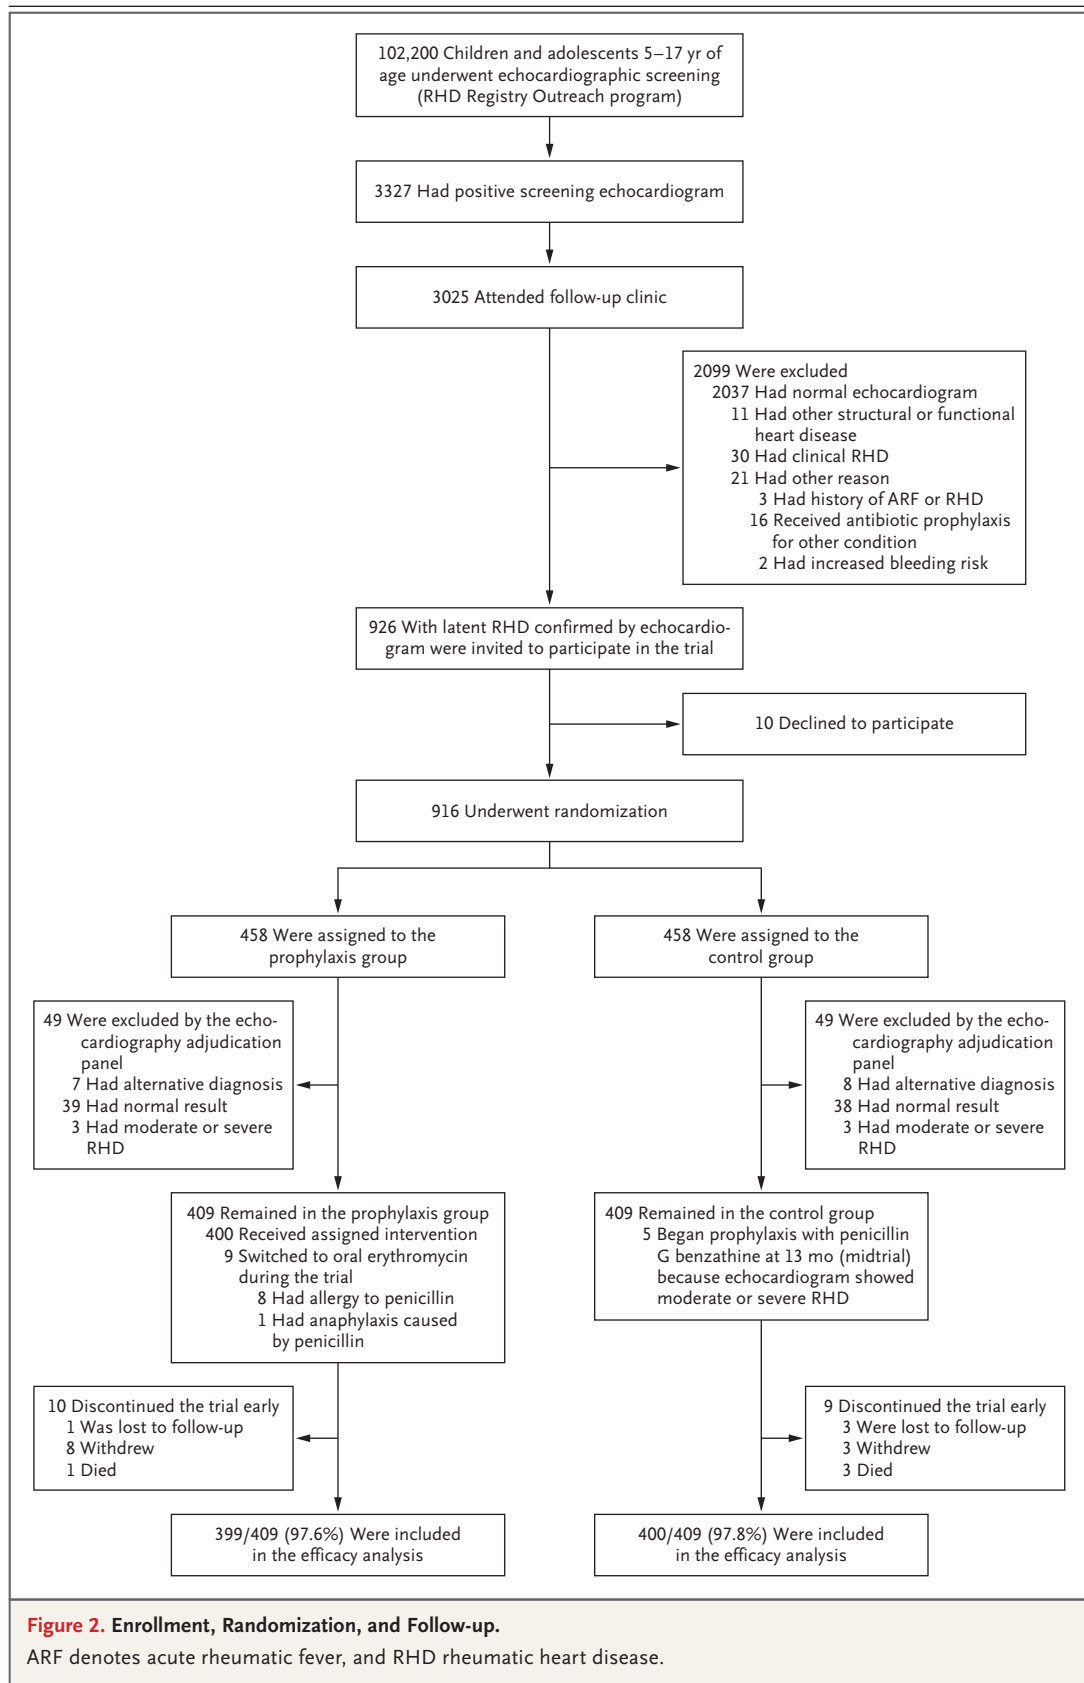 102,200 Children and adolescents 5–17 yr of
age underwent echocardiographic screening
(RHD Registry Outreach program)
3327 Had positive screening echocardiogram
3025 Attended follow-up clinic
2099 Were excluded
2037 Had normal echocardiogram
11 Had other structural or functional
heart disease
30 Had clinical RHD
21 Had other reason
3 Had history of ARF or RHD
16 Received antibiotic prophylaxis
for other condition
2 Had increased bleeding risk
926 With latent RHD confirmed by echocardio-
gram were invited to participate in the trial
10 Declined to participate
916 Underwent randomization
458 Were assigned to the
prophylaxis group
458 Were assigned to the
control group
49 Were excluded by the echo-
cardiography adjudication
panel
7 Had alternative diagnosis
39 Had normal result
3 Had moderate or severe
RHD
49 Were excluded by the echo-
cardiography adjudication
panel
8 Had alternative diagnosis
38 Had normal result
3 Had moderate or severe
RHD
409 Remained in the prophylaxis group
400 Received assigned intervention
9 Switched to oral erythromycin
during the trial
8 Had allergy to penicillin
1 Had anaphylaxis caused
by penicillin
409 Remained in the control group
5 Began prophylaxis with penicillin
G benzathine at 13 mo (midtrial)
because echocardiogram showed
moderate or severe RHD
10 Discontinued the trial early
1 Was lost to follow-up
8 Withdrew
1 Died
9 Discontinued the trial early
3 Were lost to follow-up
3 Withdrew
3 Died
399/409 (97.6%) Were included
in the efficacy analysis
400/409 (97.8%) Were included
in the efficacy analysis
Figure 2. Enrollment, Randomization, and Follow-up.
ARF denotes acute rheumatic fever, and RHD rheumatic heart disease.